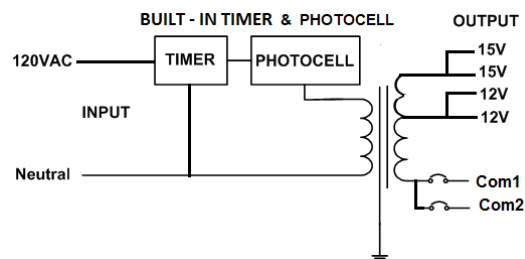 BUILT - IN TIMER & PHOTOCELL
OUTPUT
120VAC
TIMER
PHOTOCELL
15V
15V
12V
12V
INPUT
Neutral
Com1
Com2